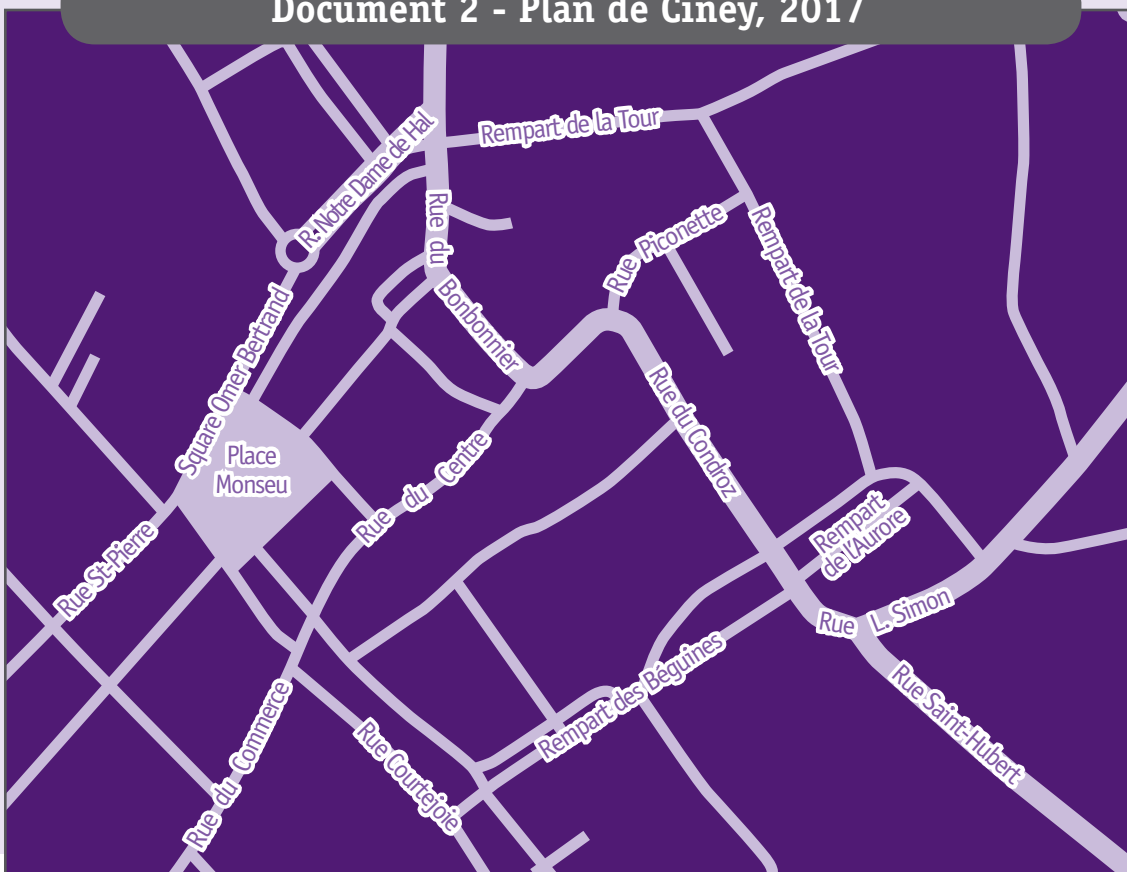 Document 2 - Plan de Ciney, 2017
R. Notre Dame de Hal
Rempart de la Tour
Rue du Bonbonnier
Rue Piconette
Rempart de la Tour
Square Omer Bertrand
Place
Monseu
Rue du Centre
Rue du Condroz
Rue St-Pierre
Rempart
de l'Aurore
Rue L. Simon
Rempart des Béguines
Rue Saint-Hubert
Rue du Commerce
Rue Courtejoie